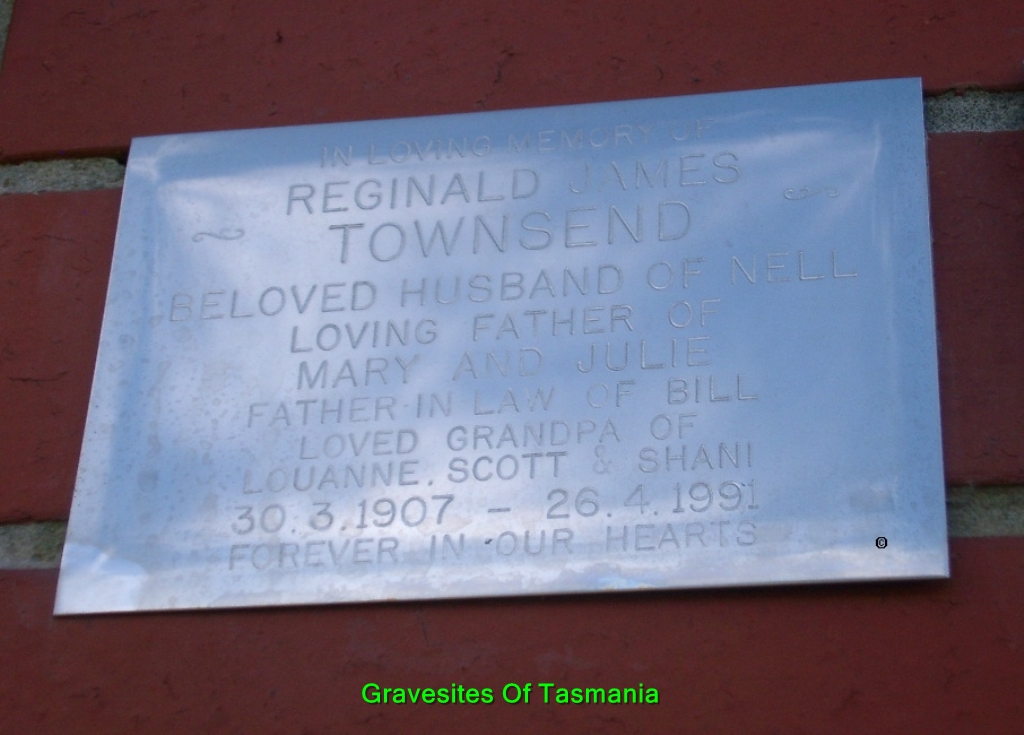 IN LOVING MEMORY OF
REGINALD JAMES
TOWNSEND
BELOVED HUSBAND OF NELL
LOVING FATHER OF
MARY AND JULIE
FATHER-IN LAW OF BILL
LOVED GRANDPA OF
LOUANNE, SCOTT & SHANI
30.3.1907 - 26.4.1991
FOREVER IN OUR HEARTS
©
Gravesites Of Tasmania